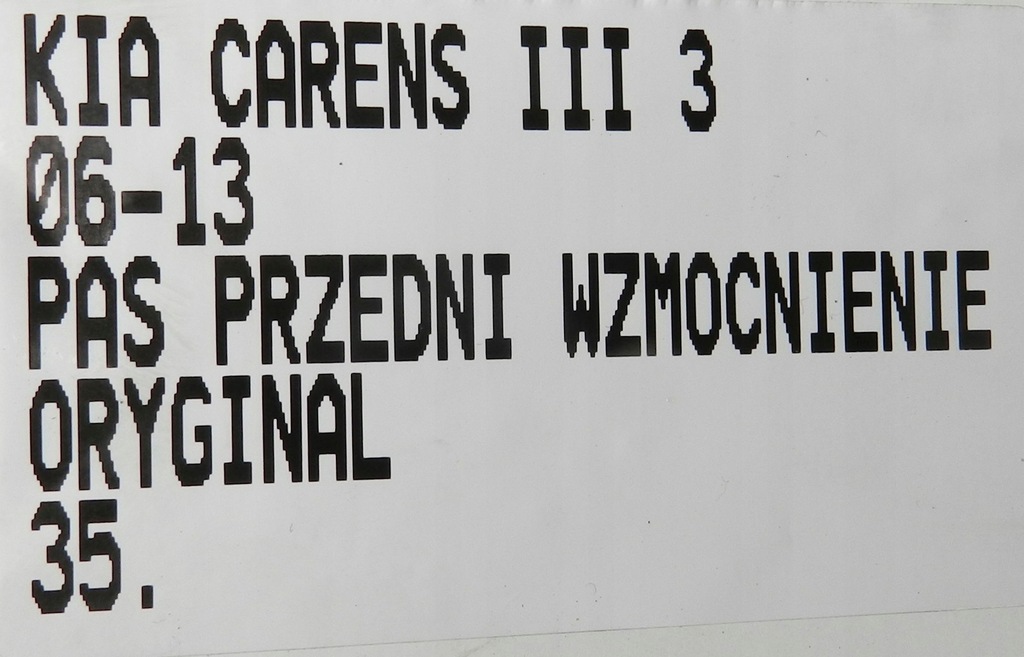 KIA CARENS III 3
06-13
PAS PRZEDNI WZMOCNIENIE
ORYGINAL
35.